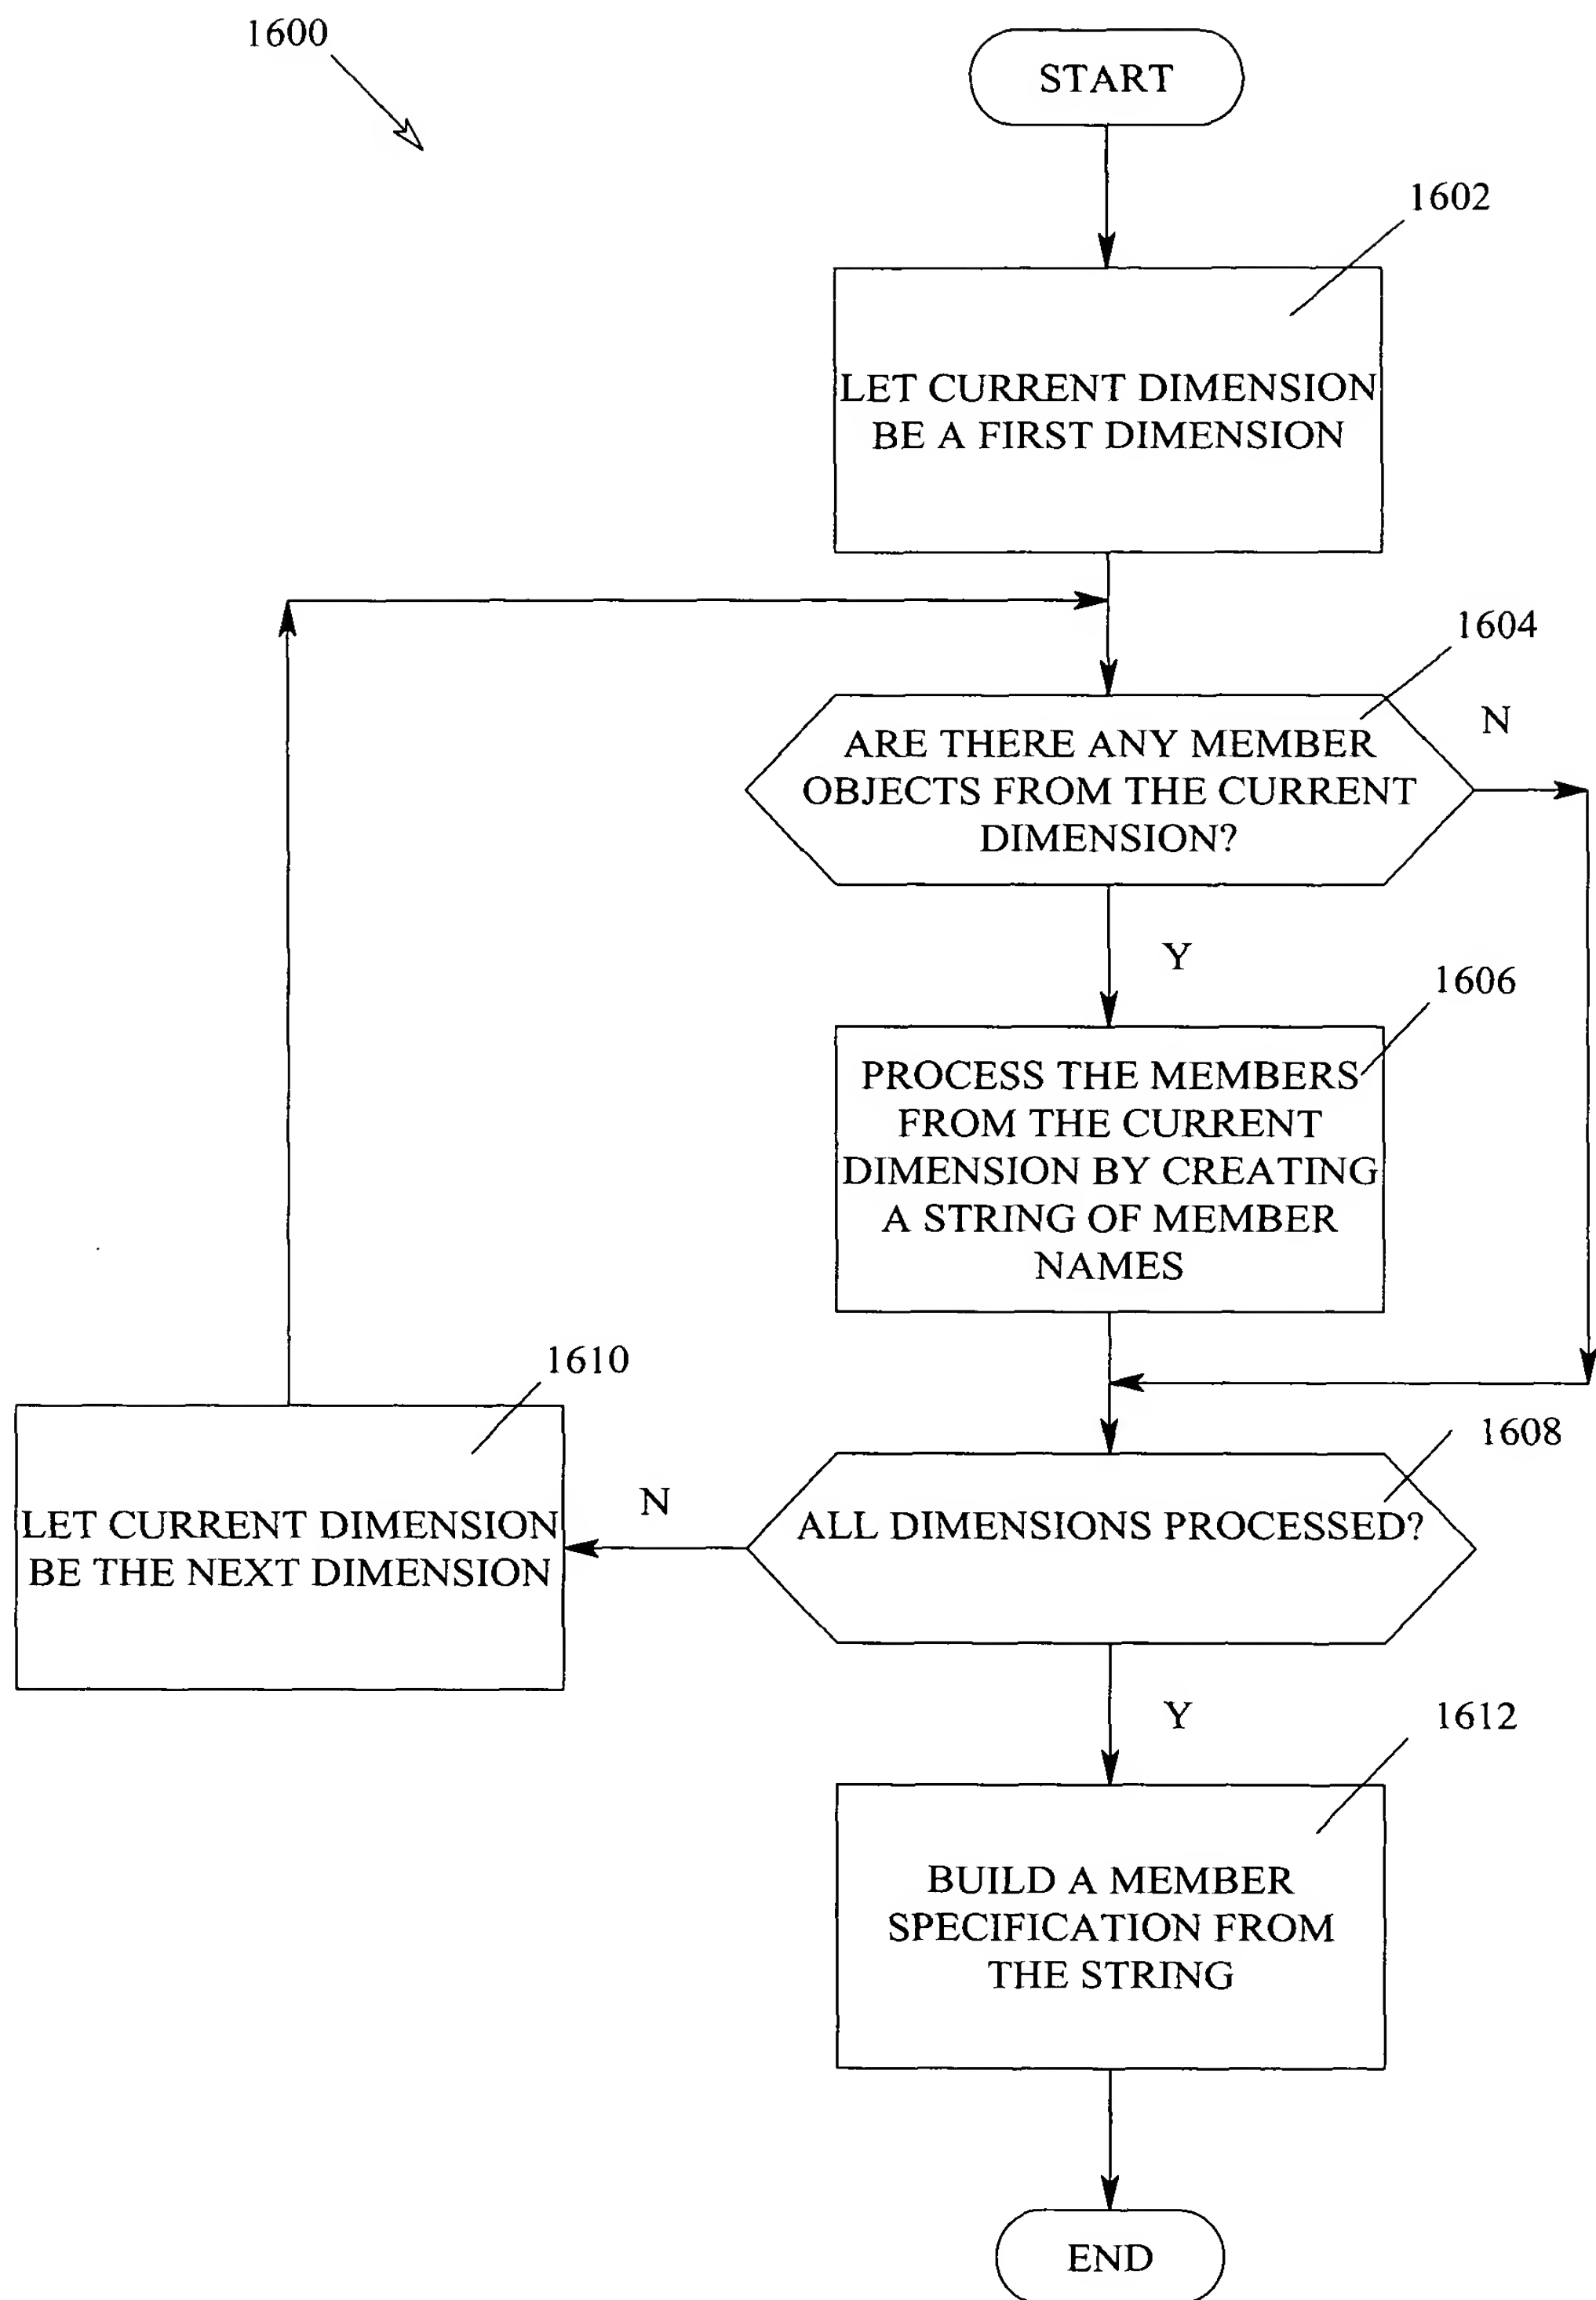 1600
START
1602
LET CURRENT DIMENSION
BE A FIRST DIMENSION
1604
N
ARE THERE ANY MEMBER
OBJECTS FROM THE CURRENT
DIMENSION?
Y
1606
PROCESS THE MEMBERS
FROM THE CURRENT
DIMENSION BY CREATING
A STRING OF MEMBER
NAMES
1610
1608
N
ALL DIMENSIONS PROCESSED?
LET CURRENT DIMENSION
BE THE NEXT DIMENSION
Y
1612
BUILD A MEMBER
SPECIFICATION FROM
THE STRING
END